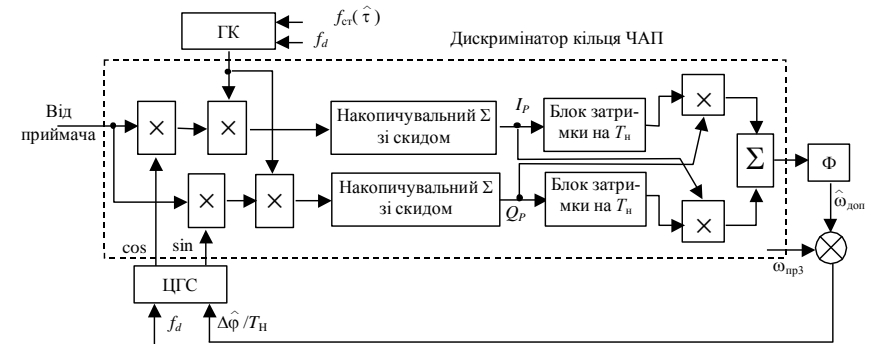 ГК
f_ст(τ̂)
f_d
Дискримінатор кільця ЧАП
Від
приймача
×
×
Накопичувальний Σ
зі скидом
I_P
Блок затри-
мки на T_н
×
Σ
Ф
×
×
Накопичувальний Σ
зі скидом
Q_P
Блок затри-
мки на T_н
×
ω̂_доп
cos
sin
ω_пр3
ЦГС
f_d
Δφ̂ /T_Н